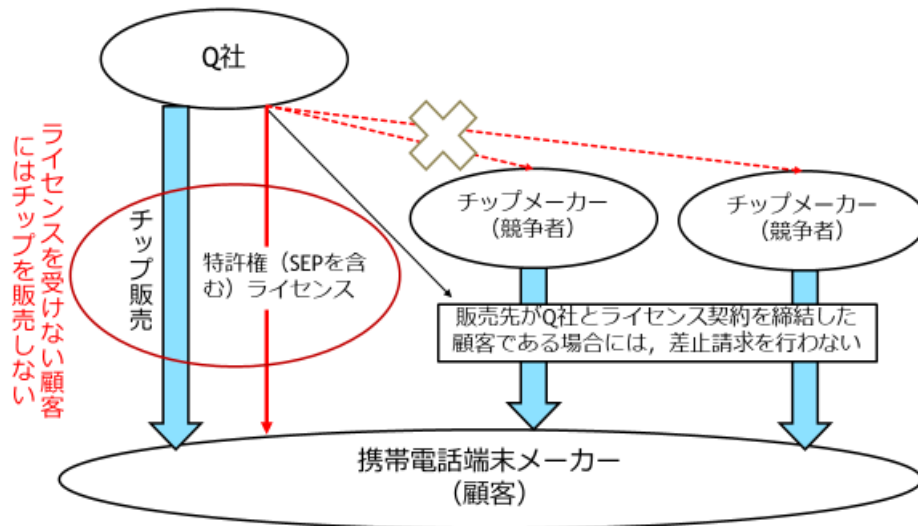 Q社
ライセンスを受けない顧客
にはチップを販売しない
チップ販売
特許権（SEPを含
む）ライセンス
チップメーカー
（競争者）
チップメーカー
（競争者）
販売先がQ社とライセンス契約を締結した
顧客である場合には，差止請求を行わない
携帯電話端末メーカー
（顧客）